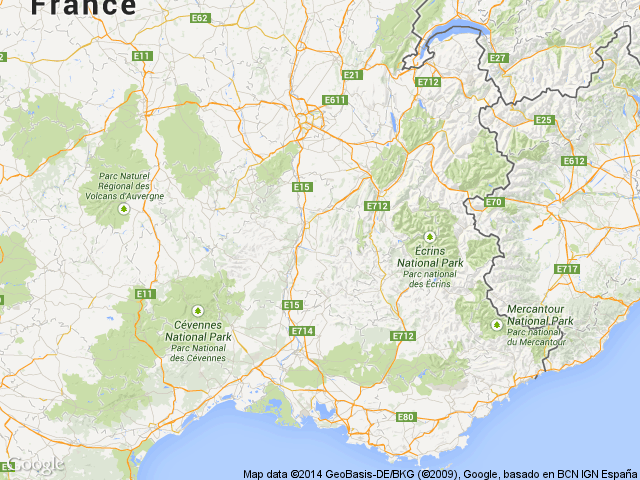 France
E62
E11
E21
E712
E27
E611
E25
E15
E612
Parc Naturel
Régional des
Volcans d'Auvergne
E712
E70
Écrins
National Park
Parc national
des Écrins
E717
E11
E15
Cévennes
National Park
Parc National
des Cévennes
E714
E712
Mercantour
National Park
Parc national
du Mercantour
E80
Google
Map data ©2014 GeoBasis-DE/BKG (©2009), Google, basado en BCN IGN España